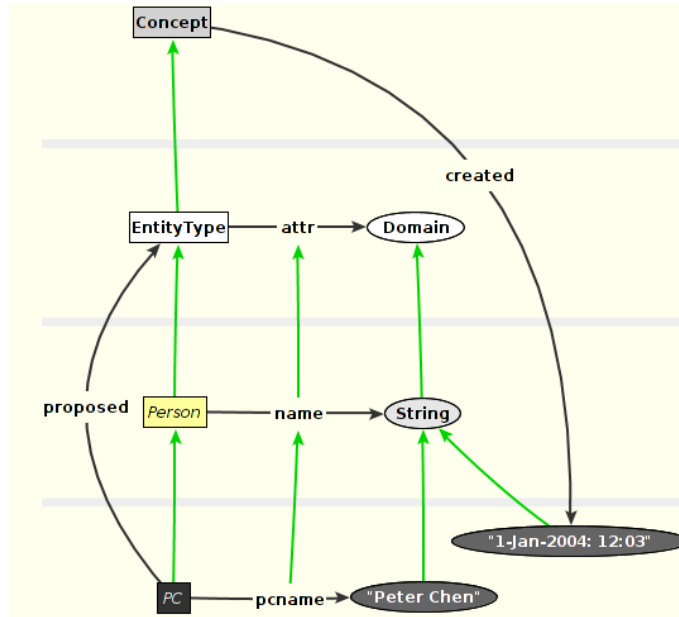 Concept
created
EntityType attr Domain
proposed Person name String
"1-Jan-2004: 12:03"
PC pcname "Peter Chen"